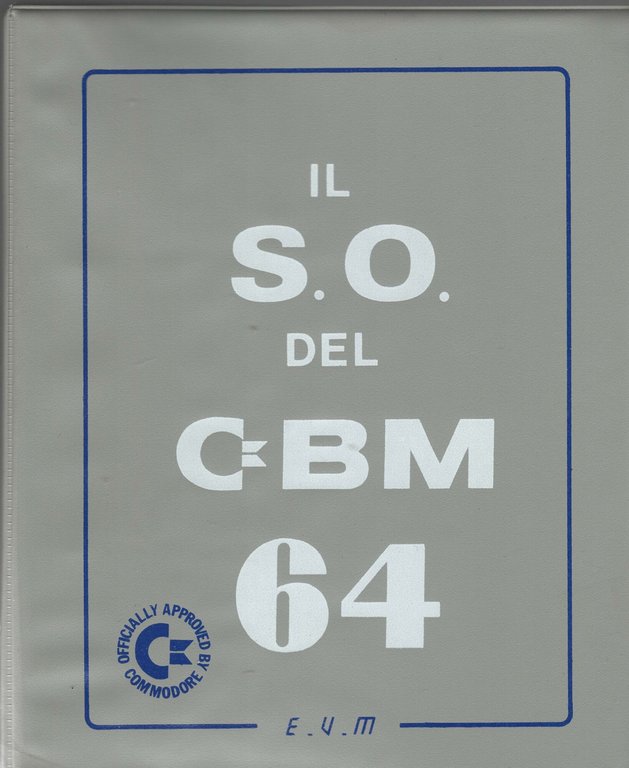 IL
S.O.
DEL
CBM
64
OFFICIALLY APPROVED BY
COMMODORE
E.V.M